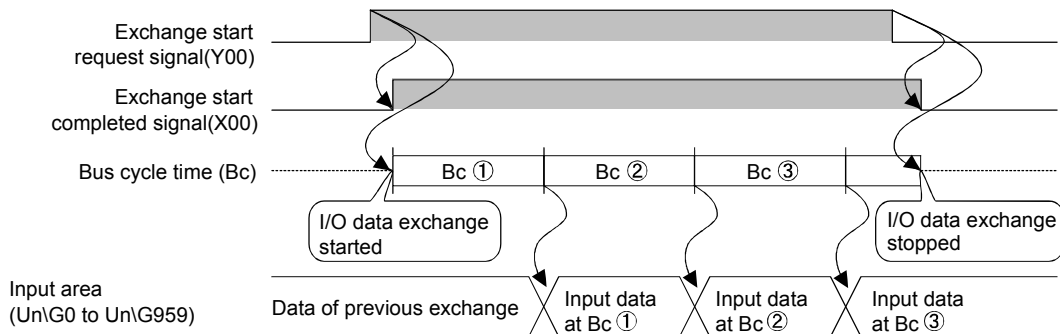 Exchange start
request signal(Y00)
Exchange start
completed signal(X00)
Bus cycle time (Bc)
Bc ①
Bc ②
Bc ③
I/O data exchange
started
I/O data exchange
stopped
Input area
(Un\G0 to Un\G959)
Data of previous exchange
Input data
at Bc ①
Input data
at Bc ②
Input data
at Bc ③